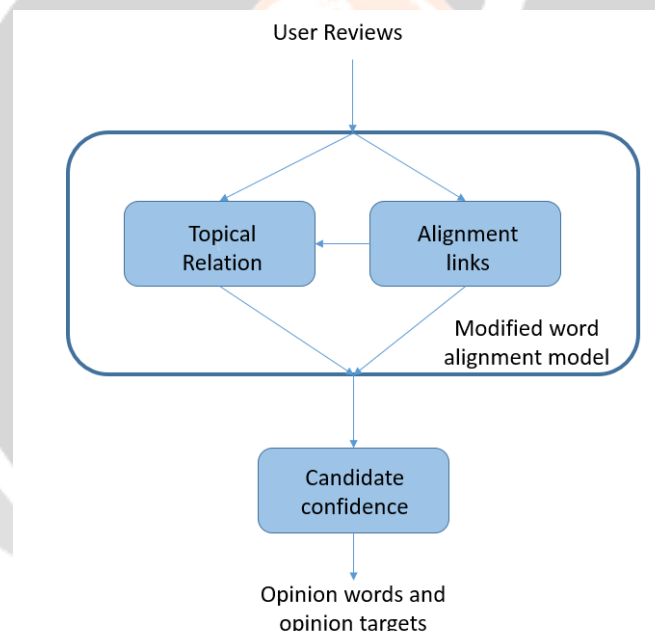 User Reviews
Topical
Relation
Alignment
links
Modified word
alignment model
Candidate
confidence
Opinion words and
opinion targets